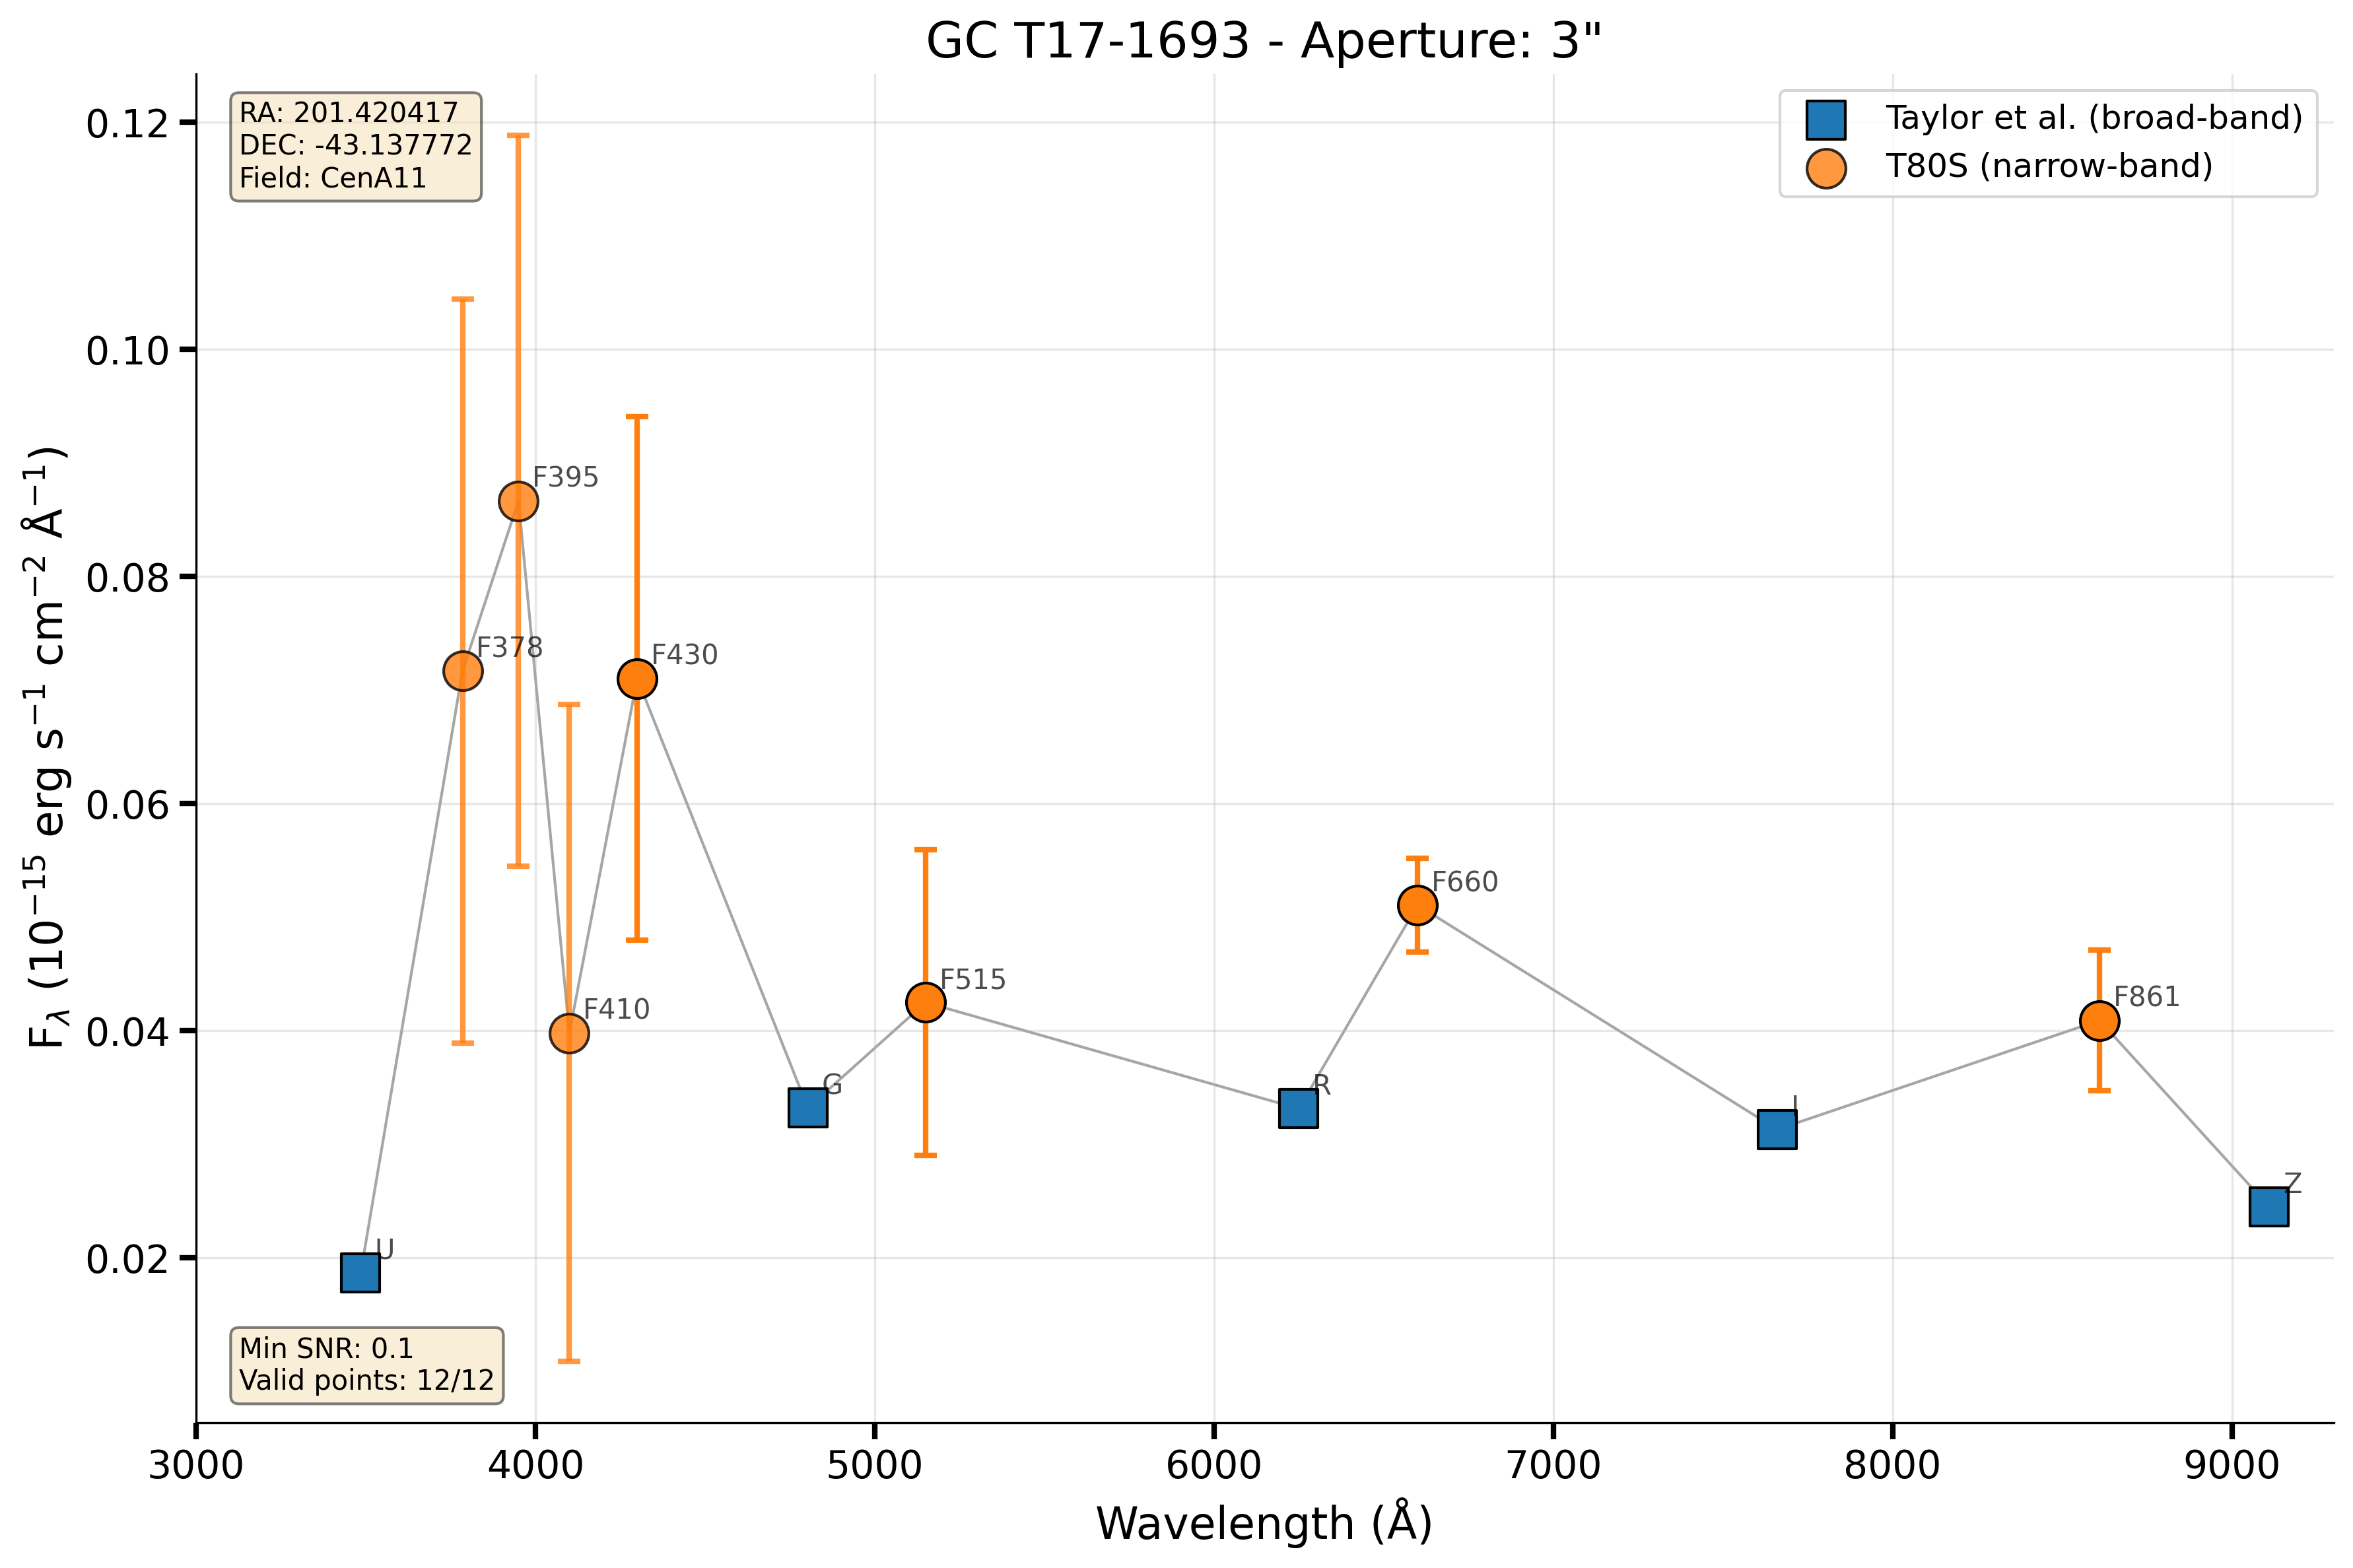 GC T17-1693 - Aperture: 3"
RA: 201.420417
DEC: -43.137772
Field: CenA11
Taylor et al. (broad-band)
T80S (narrow-band)
0.12
0.10
0.08
0.06
0.04
0.02
F$_\lambda$ (10$^{-15}$ erg s$^{-1}$ cm$^{-2}$ Å$^{-1}$)
F395
F378
F430
F410
F515
F660
F861
G
R
I
Z
U
Min SNR: 0.1
Valid points: 12/12
3000
4000
5000
6000
7000
8000
9000
Wavelength (Å)